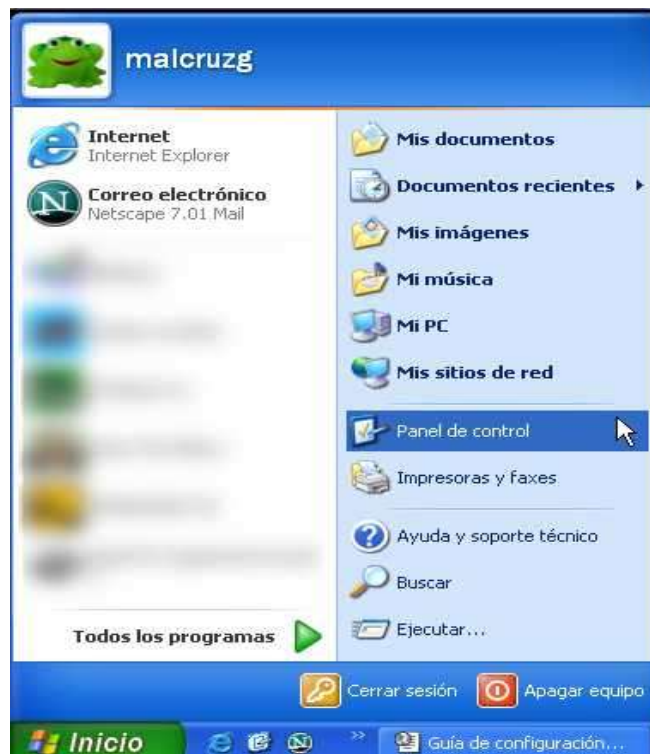 malcruzg
Internet
Internet Explorer
Correo electrónico
Netscape 7.01 Mail
Todos los programas
Mis documentos
Documentos recientes
Mis imágenes
Mi música
Mi PC
Mis sitios de red
Panel de control
Impresoras y faxes
Ayuda y soporte técnico
Buscar
Ejecutar...
Cerrar sesión
Apagar equipo
Inicio
Guía de configuración...